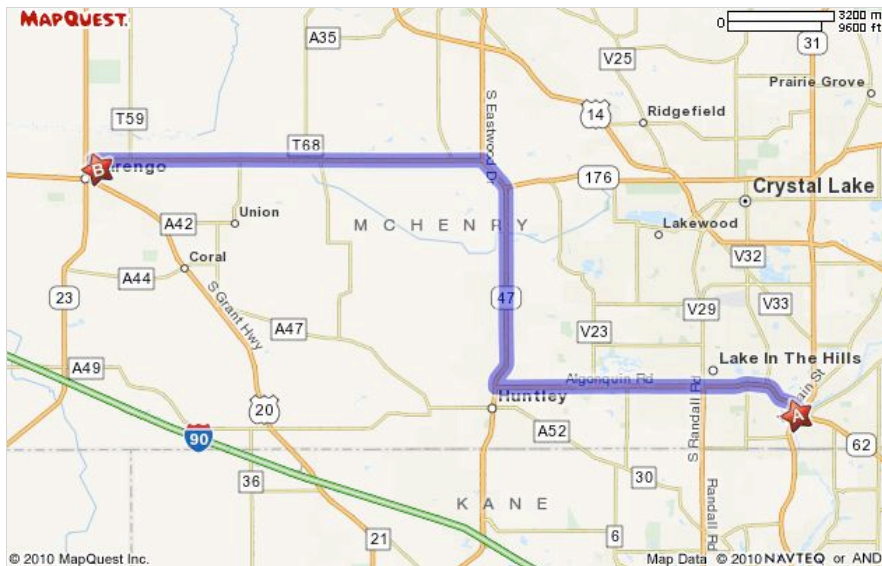 MAPQUEST.
0
3200 m
9600 ft
A35
31
V25
Prairie Grove
T59
S Eastwood Dr
14
Ridgefield
T68
B
arengo
176
Crystal Lake
Union
A42
MCHENRY
Lakewood
Coral
V32
A44
23
S Grant Hwy
47
V29
V33
A47
V23
A49
Lake In The Hills
Algonquin Rd
ain St
Huntley
20
S Randall Rd
A
90
A52
62
36
30
KANE
Randall Rd
21
6
© 2010 MapQuest Inc.
Map Data © 2010 NAVTEQ or AND